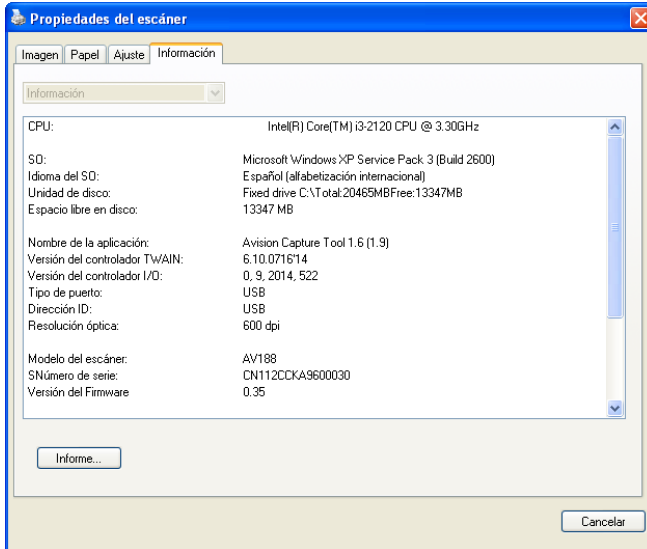 Propiedades del escáner
Imagen Papel Ajuste Información
Información
CPU: Intel(R) Core(TM) i3-2120 CPU @ 3.30GHz
SO: Microsoft Windows XP Service Pack 3 (Build 2600)
Idioma del SO: Español (alfabetización internacional)
Unidad de disco: Fixed drive C:\Total:20465MBFree:13347MB
Espacio libre en disco: 13347 MB
Nombre de la aplicación: Avision Capture Tool 1.6 (1.9)
Versión del controlador TWAIN: 6.10.0716'14
Versión del controlador I/O: 0, 9, 2014, 522
Tipo de puerto: USB
Dirección ID: USB
Resolución óptica: 600 dpi
Modelo del escáner: AV188
SNúmero de serie: CN112CCKA9600030
Versión del Firmware 0.35
Informe...
Cancelar